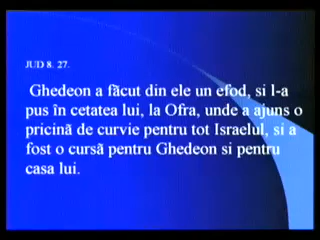 JUD 8. 27.
Ghedeon a făcut din ele un efod, si l-a
pus în cetatea lui, la Ofra, unde a ajuns o
pricină de curvie pentru tot Israelul, si a
fost o cursă pentru Ghedeon si pentru
casa lui.